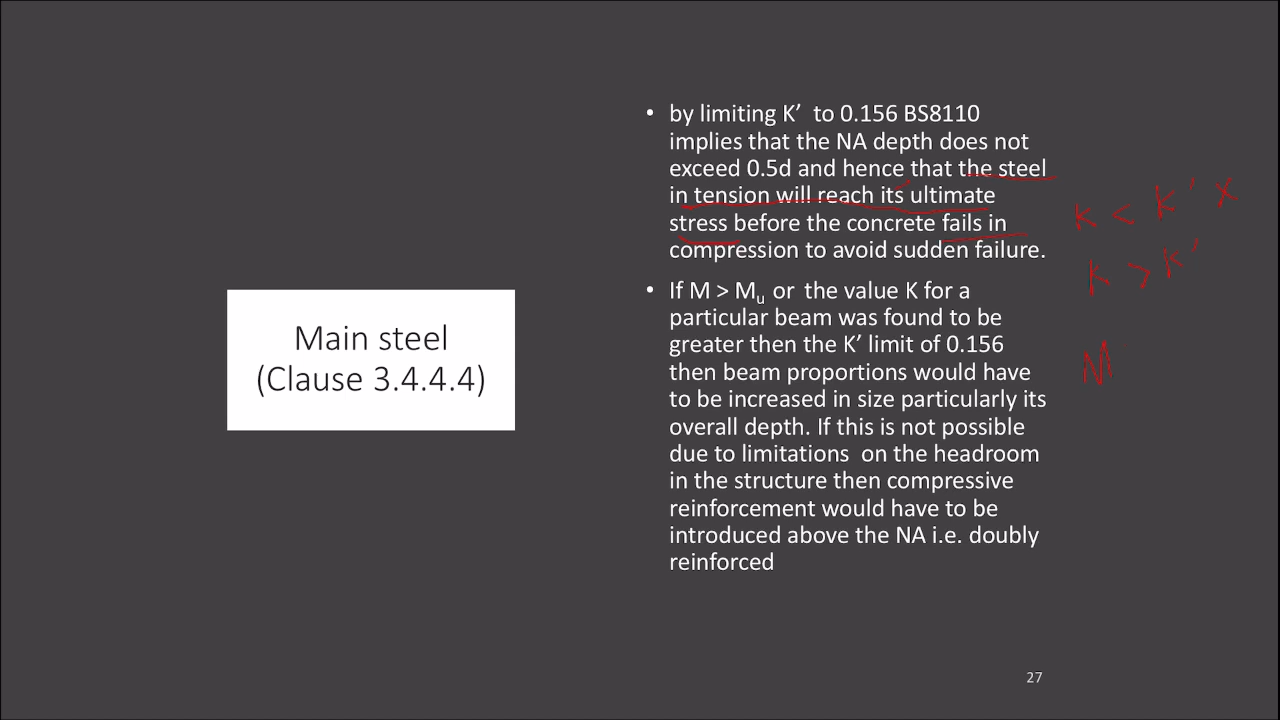 Main steel
(Clause 3.4.4.4)
• by limiting K’ to 0.156 BS8110
implies that the NA depth does not
exceed 0.5d and hence that the steel
in tension will reach its ultimate
stress before the concrete fails in
compression to avoid sudden failure.
• If M > Mu or the value K for a
particular beam was found to be
greater then the K’ limit of 0.156
then beam proportions would have
to be increased in size particularly its
overall depth. If this is not possible
due to limitations on the headroom
in the structure then compressive
reinforcement would have to be
introduced above the NA i.e. doubly
reinforced
K < K' X
K > K'
M
27